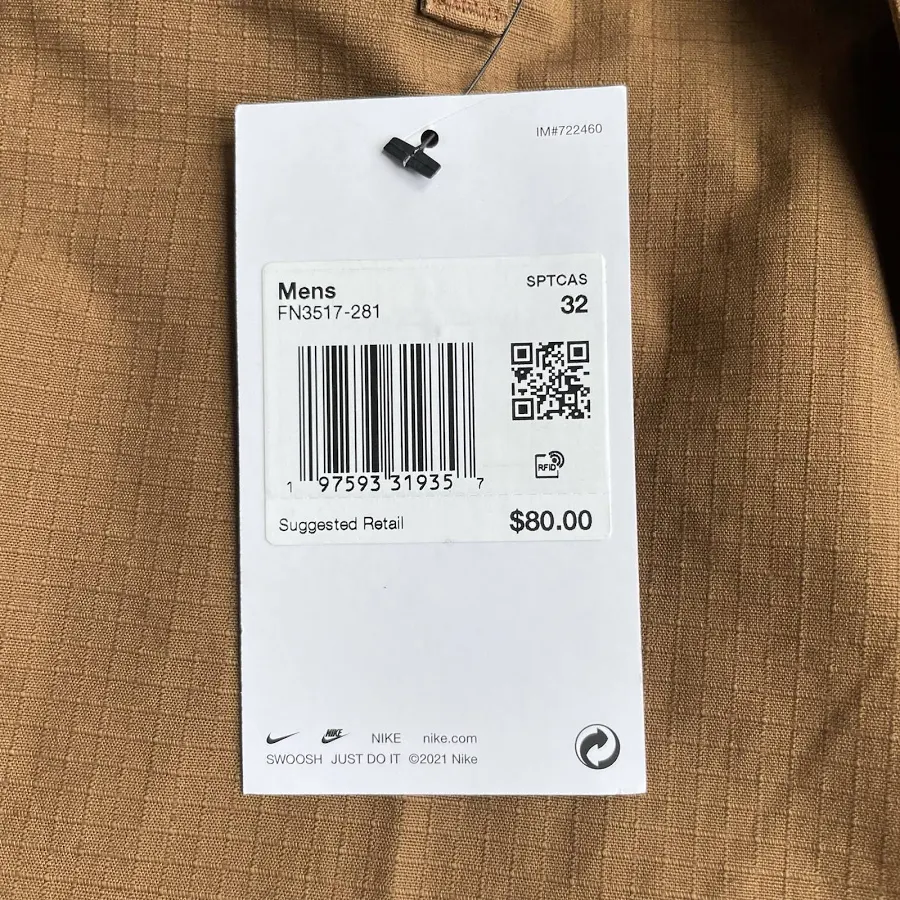 IM#722460
Mens SPTCAS
FN3517-281 32
RFID
1 97593 31935 7
Suggested Retail $80.00
NIKE NIKE nike.com
SWOOSH JUST DO IT ©2021 Nike